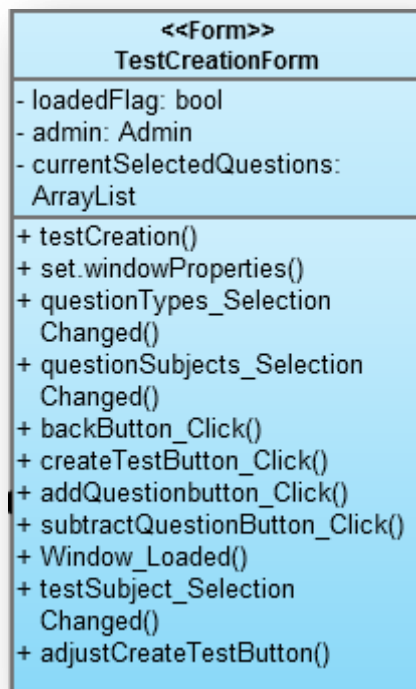 <<Form>>
TestCreationForm
- loadedFlag: bool
- admin: Admin
- currentSelectedQuestions:
ArrayList
+ testCreation()
+ set.windowProperties()
+ questionTypes_Selection
Changed()
+ questionSubjects_Selection
Changed()
+ backButton_Click()
+ createTestButton_Click()
+ addQuestionbutton_Click()
+ subtractQuestionButton_Click()
+ Window_Loaded()
+ testSubject_Selection
Changed()
+ adjustCreateTestButton()